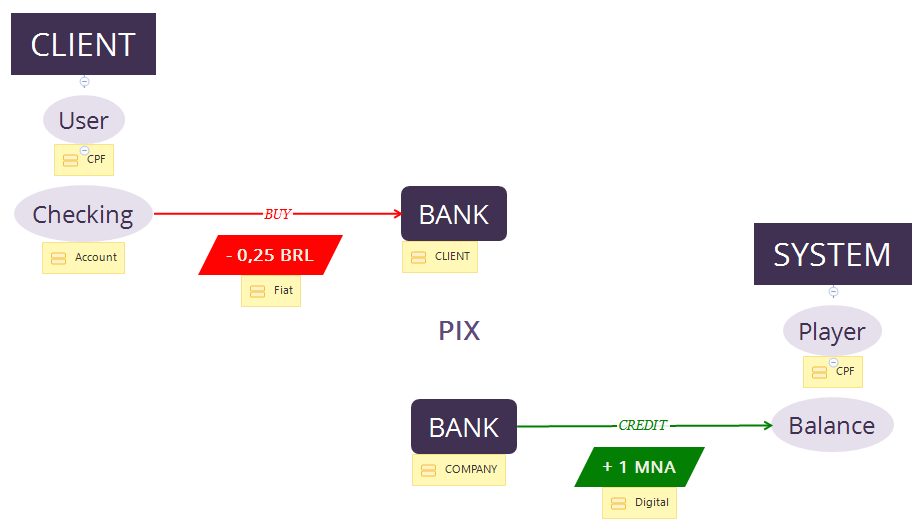 CLIENT
User
CPF
Checking
Account
BUY
- 0,25 BRL
Fiat
BANK
CLIENT
PIX
BANK
COMPANY
CREDIT
+ 1 MNA
Digital
SYSTEM
Player
CPF
Balance